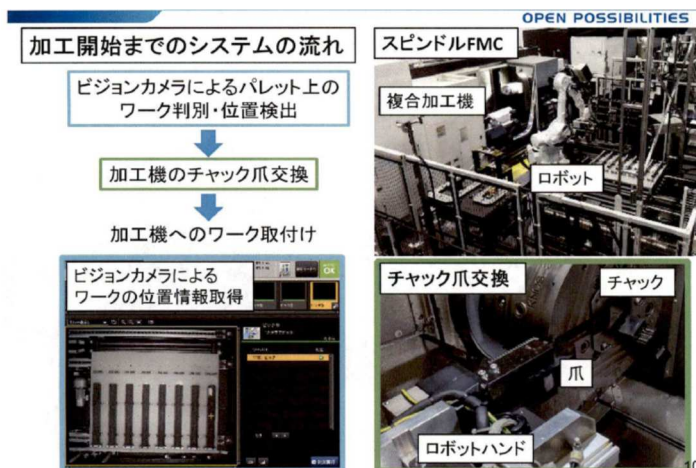 OPEN POSSIBILITIES
加工開始までのシステムの流れ
ビジョンカメラによるパレット上の
ワーク判別・位置検出
加工機のチャック爪交換
加工機へのワーク取付け
ビジョンカメラによる
ワークの位置情報取得
OK
スピンドルFMC
複合加工機
ロボット
チャック爪交換
チャック
爪
ロボットハンド